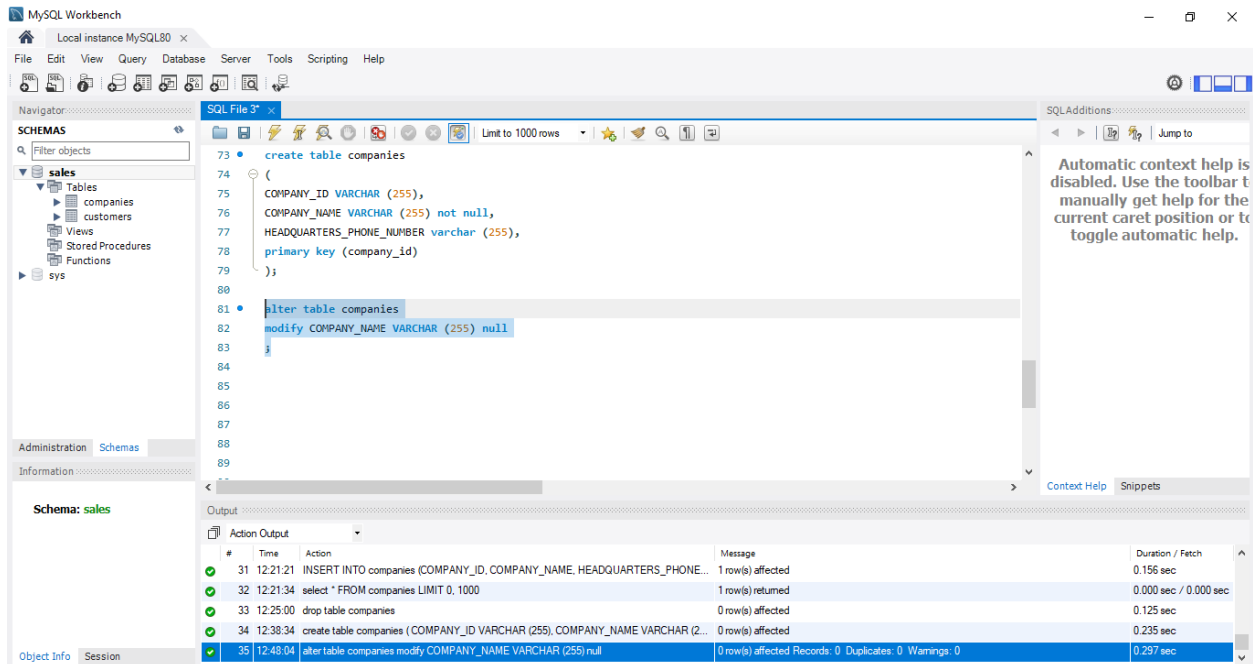 MySQL Workbench
Local instance MySQL80
File Edit View Query Database Server Tools Scripting Help
Navigator
SCHEMAS
Filter objects
sales
Tables
companies
customers
Views
Stored Procedures
Functions
sys
Administration Schemas
Information
Schema: sales
Object Info Session
SQL File 3*
Limit to 1000 rows
73 create table companies
74 (
75 COMPANY_ID VARCHAR (255),
76 COMPANY_NAME VARCHAR (255) not null,
77 HEADQUARTERS_PHONE_NUMBER varchar (255),
78 primary key (company_id)
79 );
80
81 alter table companies
82 modify COMPANY_NAME VARCHAR (255) null
83 ;
84
85
86
87
88
89
SQLAdditions
Jump to
Automatic context help is
disabled. Use the toolbar t
manually get help for the
current caret position or to
toggle automatic help.
Context Help Snippets
Output
Action Output
# Time Action Message Duration / Fetch
31 12:21:21 INSERT INTO companies (COMPANY_ID, COMPANY_NAME, HEADQUARTERS_PHONE... 1 row(s) affected 0.156 sec
32 12:21:34 select * FROM companies LIMIT 0, 1000 1 row(s) returned 0.000 sec / 0.000 sec
33 12:25:00 drop table companies 0 row(s) affected 0.125 sec
34 12:38:34 create table companies ( COMPANY_ID VARCHAR (255), COMPANY_NAME VARCHAR (2... 0 row(s) affected 0.235 sec
35 12:48:04 alter table companies modify COMPANY_NAME VARCHAR (255) null 0 row(s) affected Records: 0 Duplicates: 0 Warnings: 0 0.297 sec